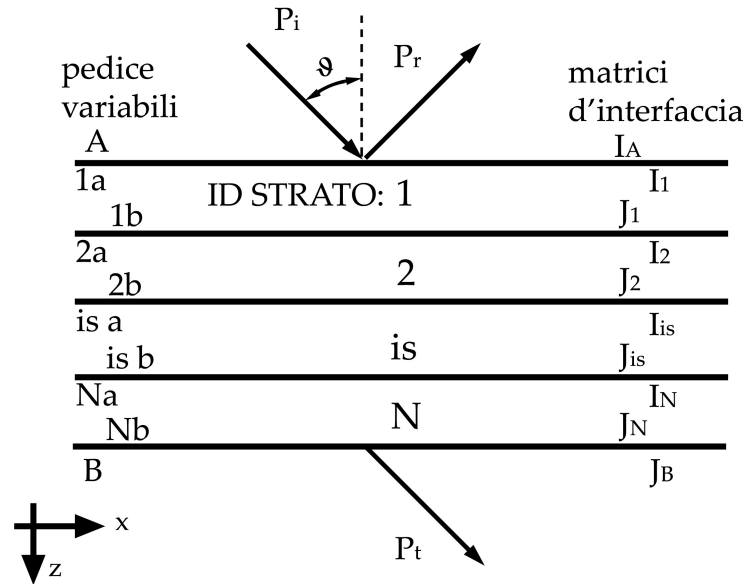 Pi
ϑ
Pr
pedice
variabili
matrici
d'interfaccia
A
IA
1a
ID STRATO: 1
I1
1b
J1
2a
2
I2
2b
J2
is a
is
Iis
is b
Jis
Na
N
IN
Nb
JN
B
JB
x
z
Pt